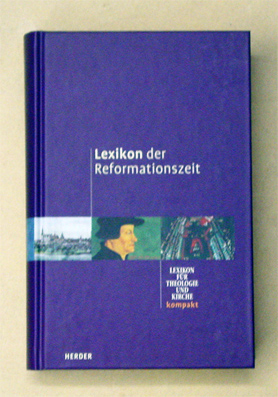 Lexikon der
Reformationszeit
LEXIKON
FÜR
THEOLOGIE
UND
KIRCHE
kompakt
HERDER